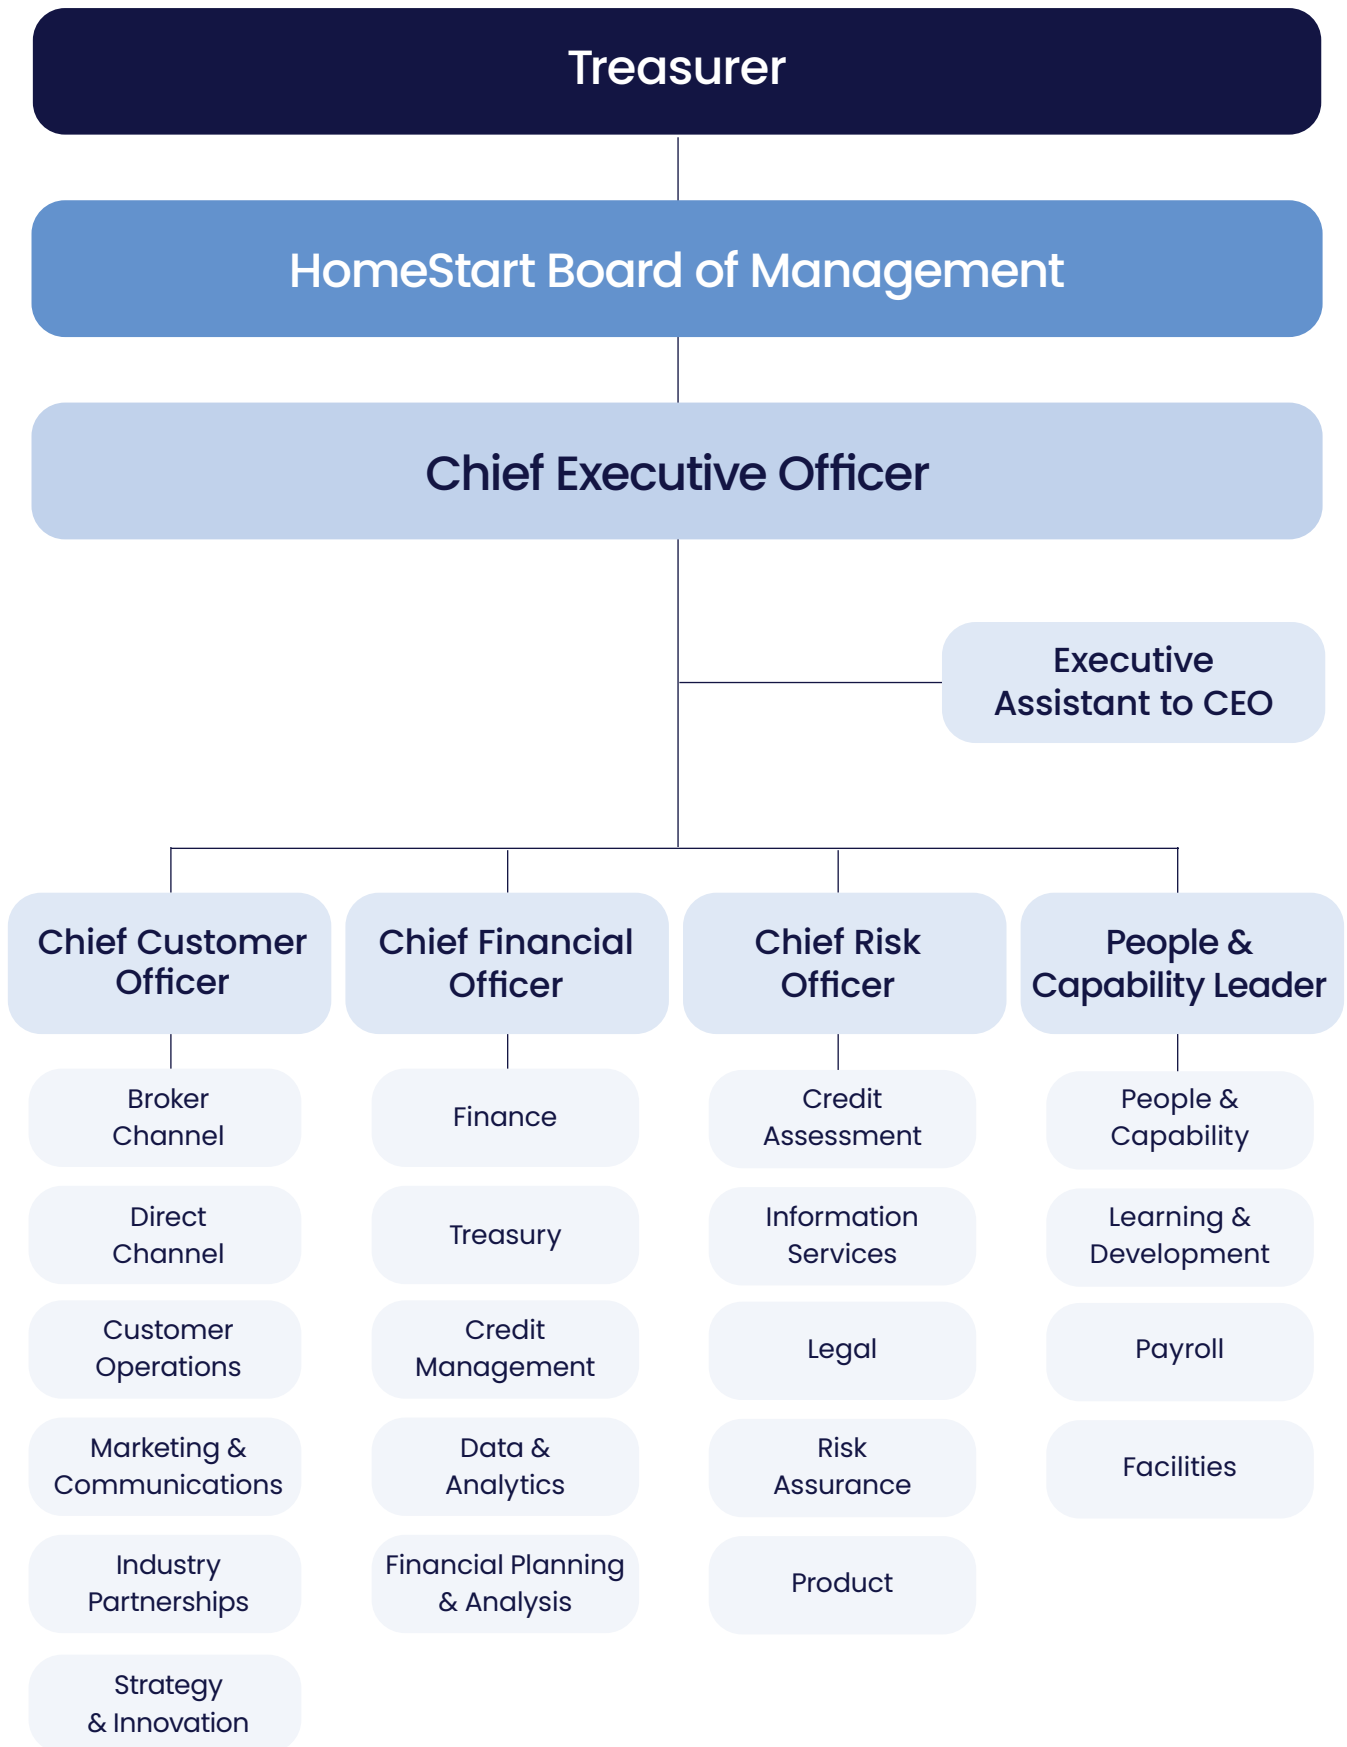 Treasurer
HomeStart Board of Management
Chief Executive Officer
Executive
Assistant to CEO
Chief Customer
Officer
Broker
Channel
Direct
Channel
Customer
Operations
Marketing &
Communications
Industry
Partnerships
Strategy
& Innovation
Chief Financial
Officer
Finance
Treasury
Credit
Management
Data &
Analytics
Financial Planning
& Analysis
Chief Risk
Officer
Credit
Assessment
Information
Services
Legal
Risk
Assurance
Product
People &
Capability Leader
People &
Capability
Learning &
Development
Payroll
Facilities